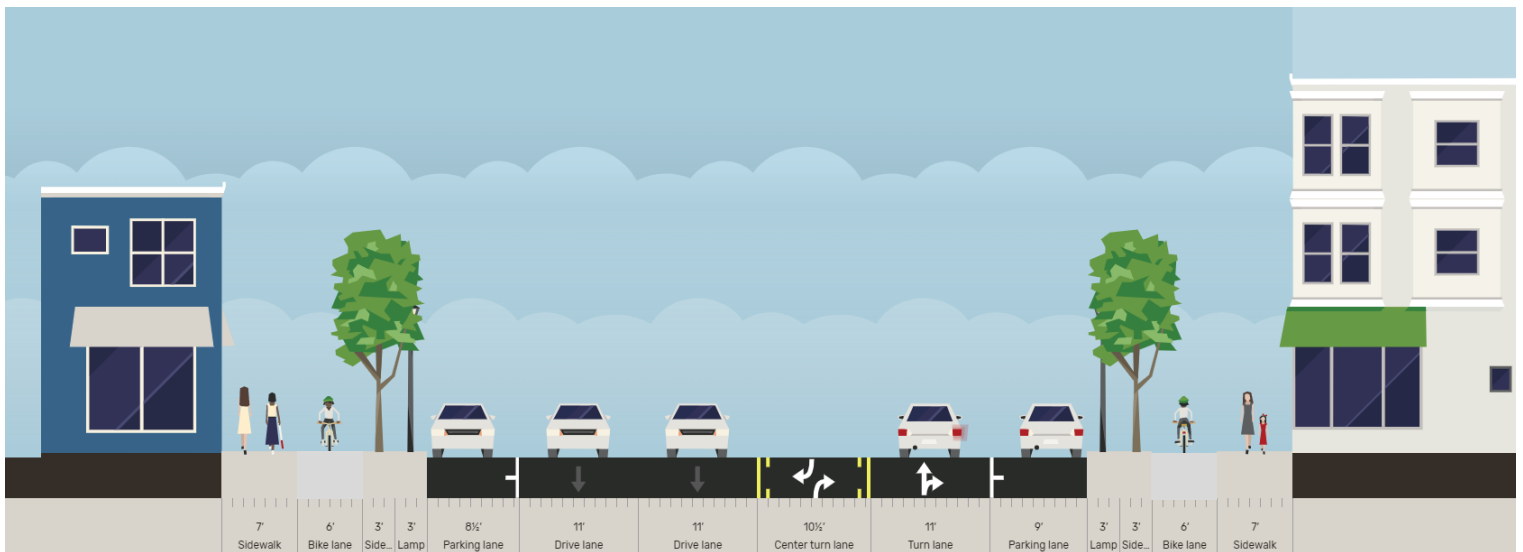 7' 6' 3' 3' 8½' 11' 11' 10½' 11' 9' 3' 3' 6' 7'
Sidewalk Bike lane Side... Lamp Parking lane Drive lane Drive lane Center turn lane Turn lane Parking lane Lamp Side... Bike lane Sidewalk